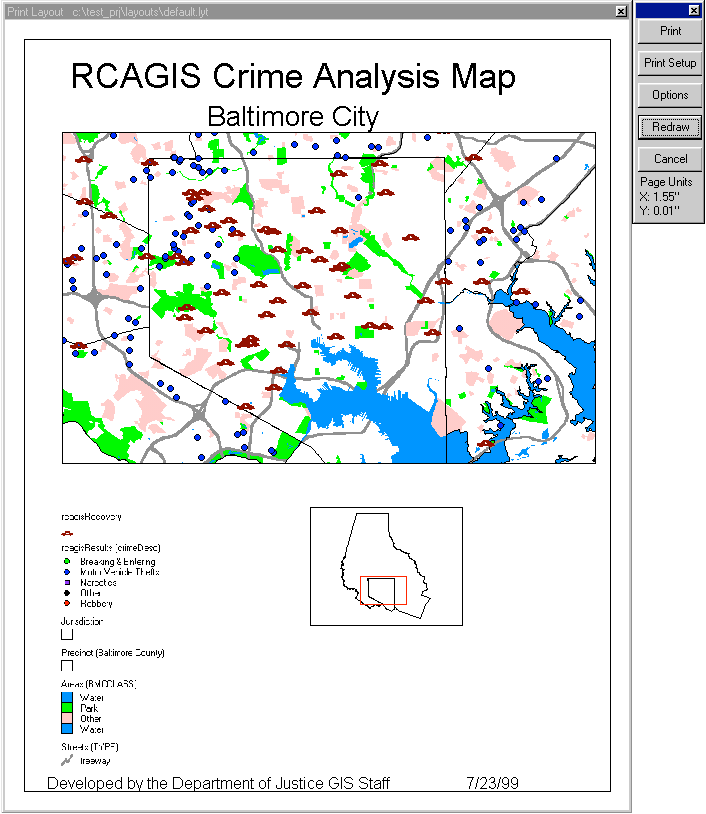 Print Layout   c:\test_prj\layouts\default.lyt
RCAGIS Crime Analysis Map
Baltimore City
rcagisRecovery
rcagisResults (crimeDesc)
Breaking & Entering
Motor Vehicle Thefts
Narcotics
Other
Robbery
Jurisdiction
Precinct (Baltimore County)
Areas (BMCCLASS)
Water
Park
Other
Water
Streets (TYPE)
freeway
Developed by the Department of Justice GIS Staff
7/23/99
Print
Print Setup
Options
Redraw
Cancel
Page Units
X: 1.55"
Y: 0.01"